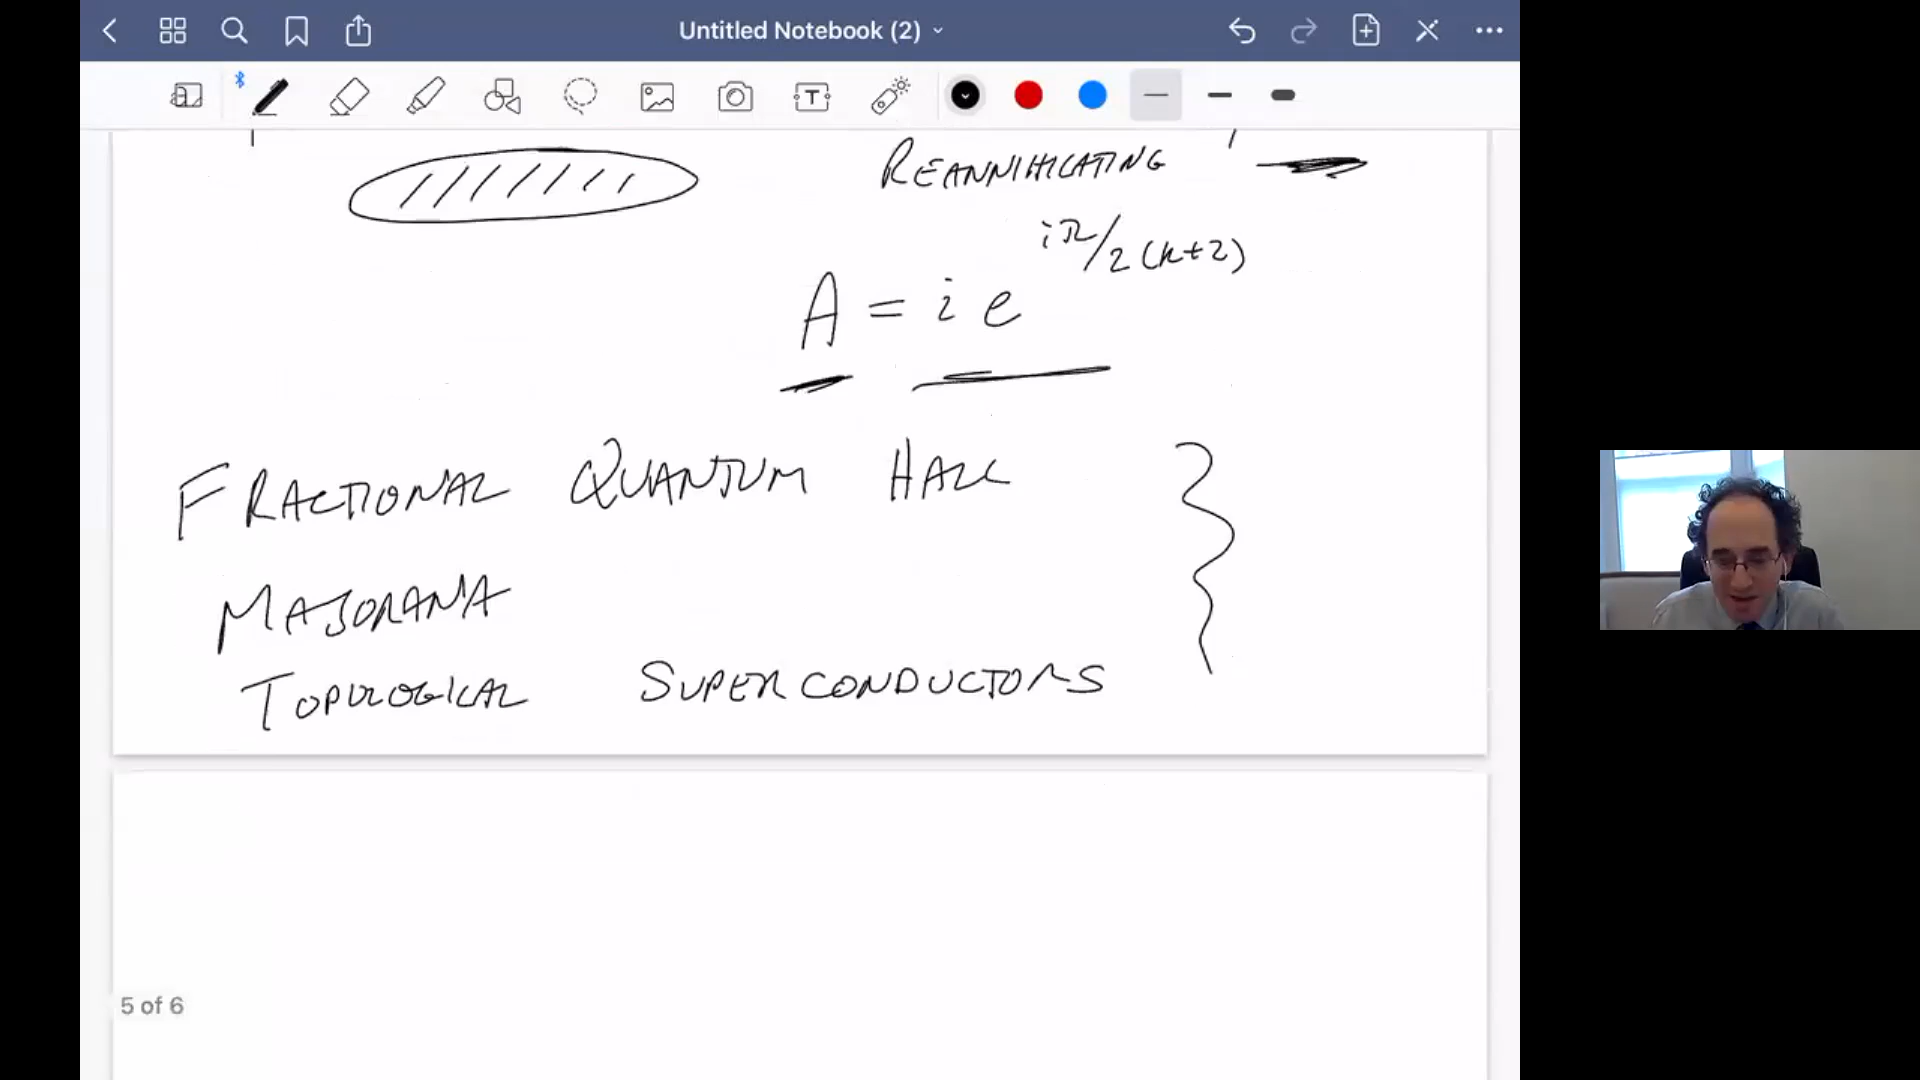 Untitled Notebook (2)
REANNIHILATING
A = i e^{iπ/2(k+2)}
FRACTIONAL QUANTUM HALL
MAJORANA
TOPOLOGICAL SUPERCONDUCTORS
5 of 6